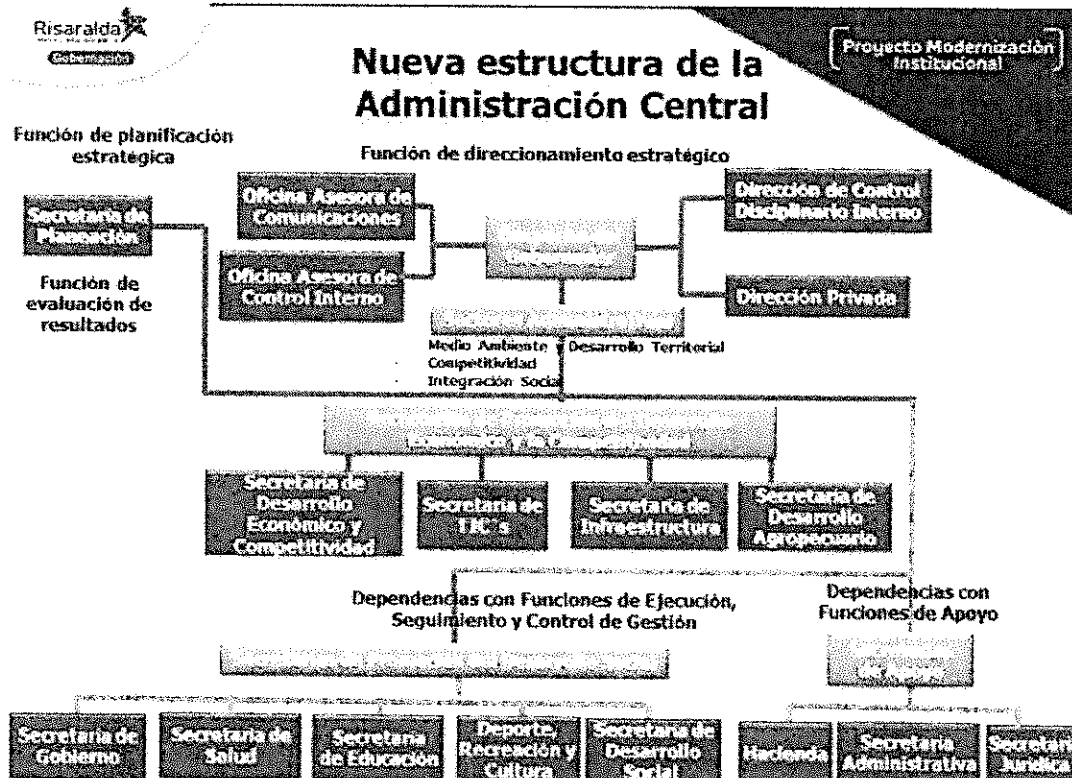 Risaralda
Gobernación
Nueva estructura de la
Administración Central
Proyecto Modernización
Institucional
Función de planificación
estratégica
Función de direccionamiento estratégico
Secretaría de
Planeación
Oficina Asesora de
Comunicaciones
Dirección de Control
Disciplinario Interno
Función de
evaluación de
resultados
Oficina Asesora de
Control Interno
Dirección Privada
Medio Ambiente y Desarrollo Territorial
Competitividad
Integración Social
Secretaría de
Desarrollo
Económico y
Competitividad
Secretaría de
TIC´s
Secretaría de
Infraestructura
Secretaría de
Desarrollo
Agropecuario
Dependencias con Funciones de Ejecución,
Seguimiento y Control de Gestión
Dependencias con
Funciones de Apoyo
Secretaría de
Gobierno
Secretaría de
Salud
Secretaría
de Educación
Deporte,
Recreación y
Cultura
Secretaría de
Desarrollo
Social
Hacienda
Secretaría
Administrativa
Secretaría
Jurídica